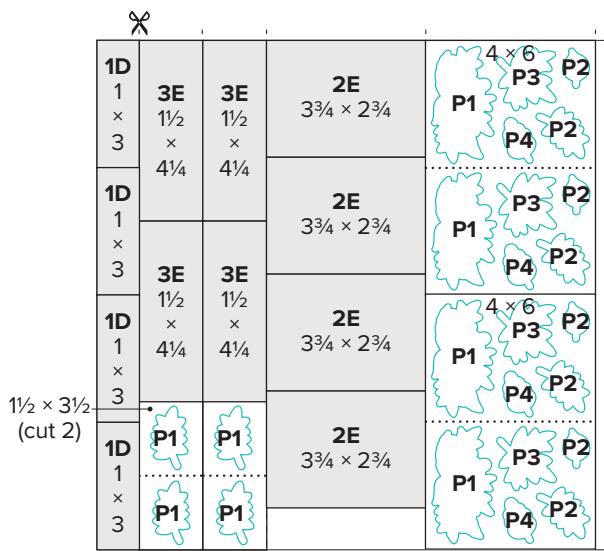 1D
1
×
3
1D
1
×
3
1D
1
×
3
1D
1
×
3
3E
1½
×
4¼
3E
1½
×
4¼
3E
1½
×
4¼
3E
1½
×
4¼
1½ × 3½
(cut 2)
P1
P1
P1
P1
2E
3¾ × 2¾
2E
3¾ × 2¾
2E
3¾ × 2¾
2E
3¾ × 2¾
4 × 6
P1
P3
P2
P4
P2
P1
P3
P2
P4
P2
4 × 6
P1
P3
P2
P4
P2
P1
P3
P2
P4
P2